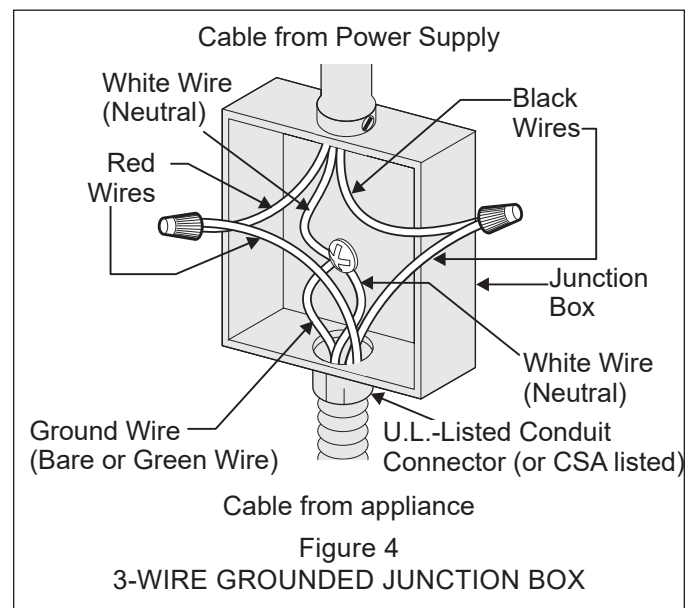 Cable from Power Supply
White Wire
(Neutral)
Black
Wires
Red
Wires
Junction
Box
White Wire
(Neutral)
Ground Wire
(Bare or Green Wire)
U.L.-Listed Conduit
Connector (or CSA listed)
Cable from appliance
Figure 4
3-WIRE GROUNDED JUNCTION BOX